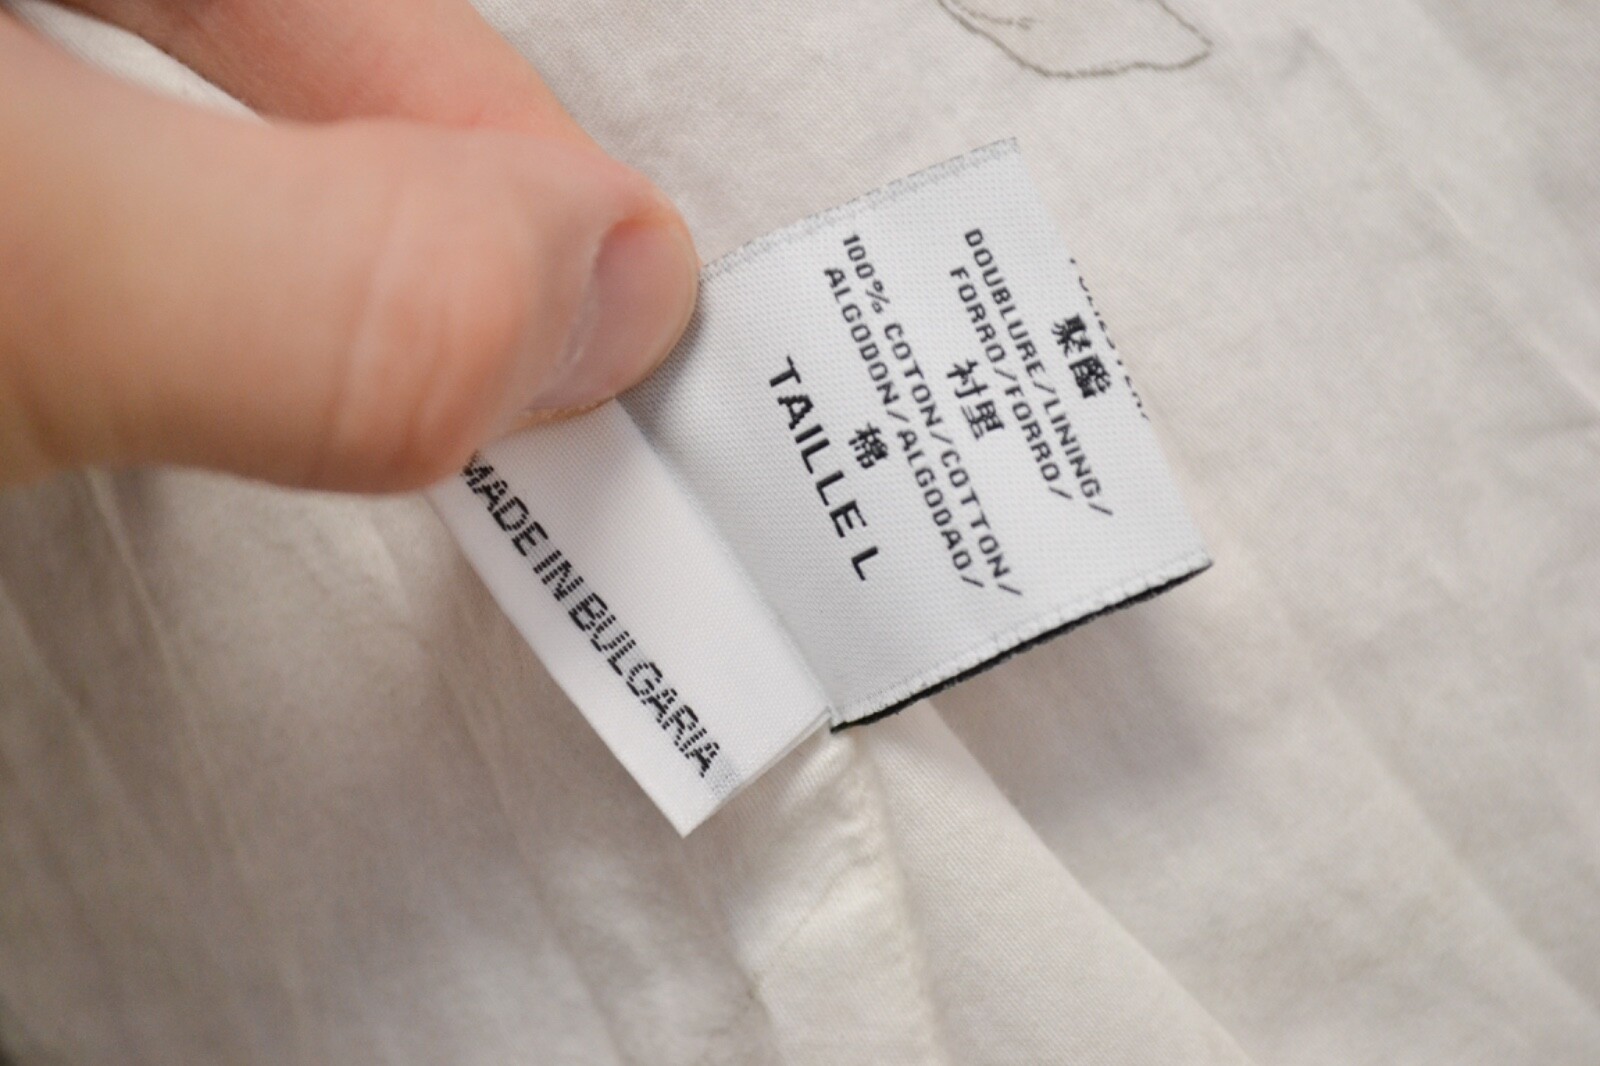 聚酯
DOUBLURE/LINING/
FORRO/FORRO/
衬里
100% COTON/COTTON/
ALGODON/ALGODAO/
棉
TAILLE L
MADE IN BULGARIA